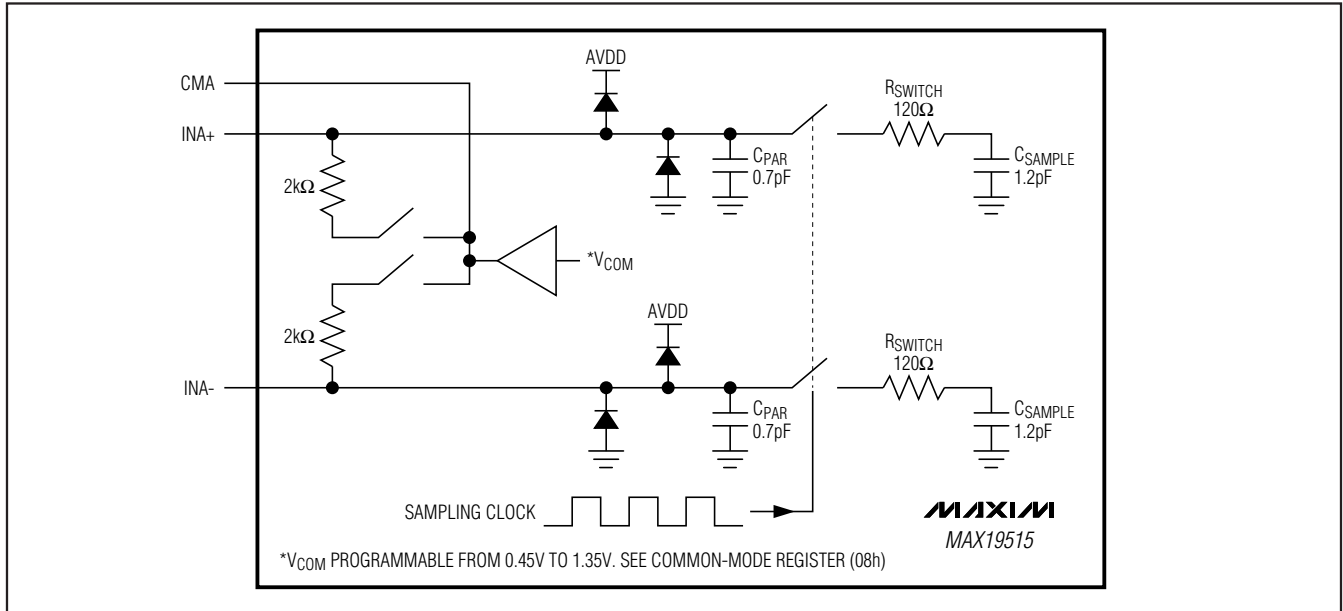 AVDD
CMA
INA+
RSWITCH
120Ω
CPAR
0.7pF
CSAMPLE
1.2pF
2kΩ
*VCOM
AVDD
2kΩ
RSWITCH
120Ω
INA-
CPAR
0.7pF
CSAMPLE
1.2pF
SAMPLING CLOCK
MAXIM
MAX19515
*VCOM PROGRAMMABLE FROM 0.45V TO 1.35V. SEE COMMON-MODE REGISTER (08h)